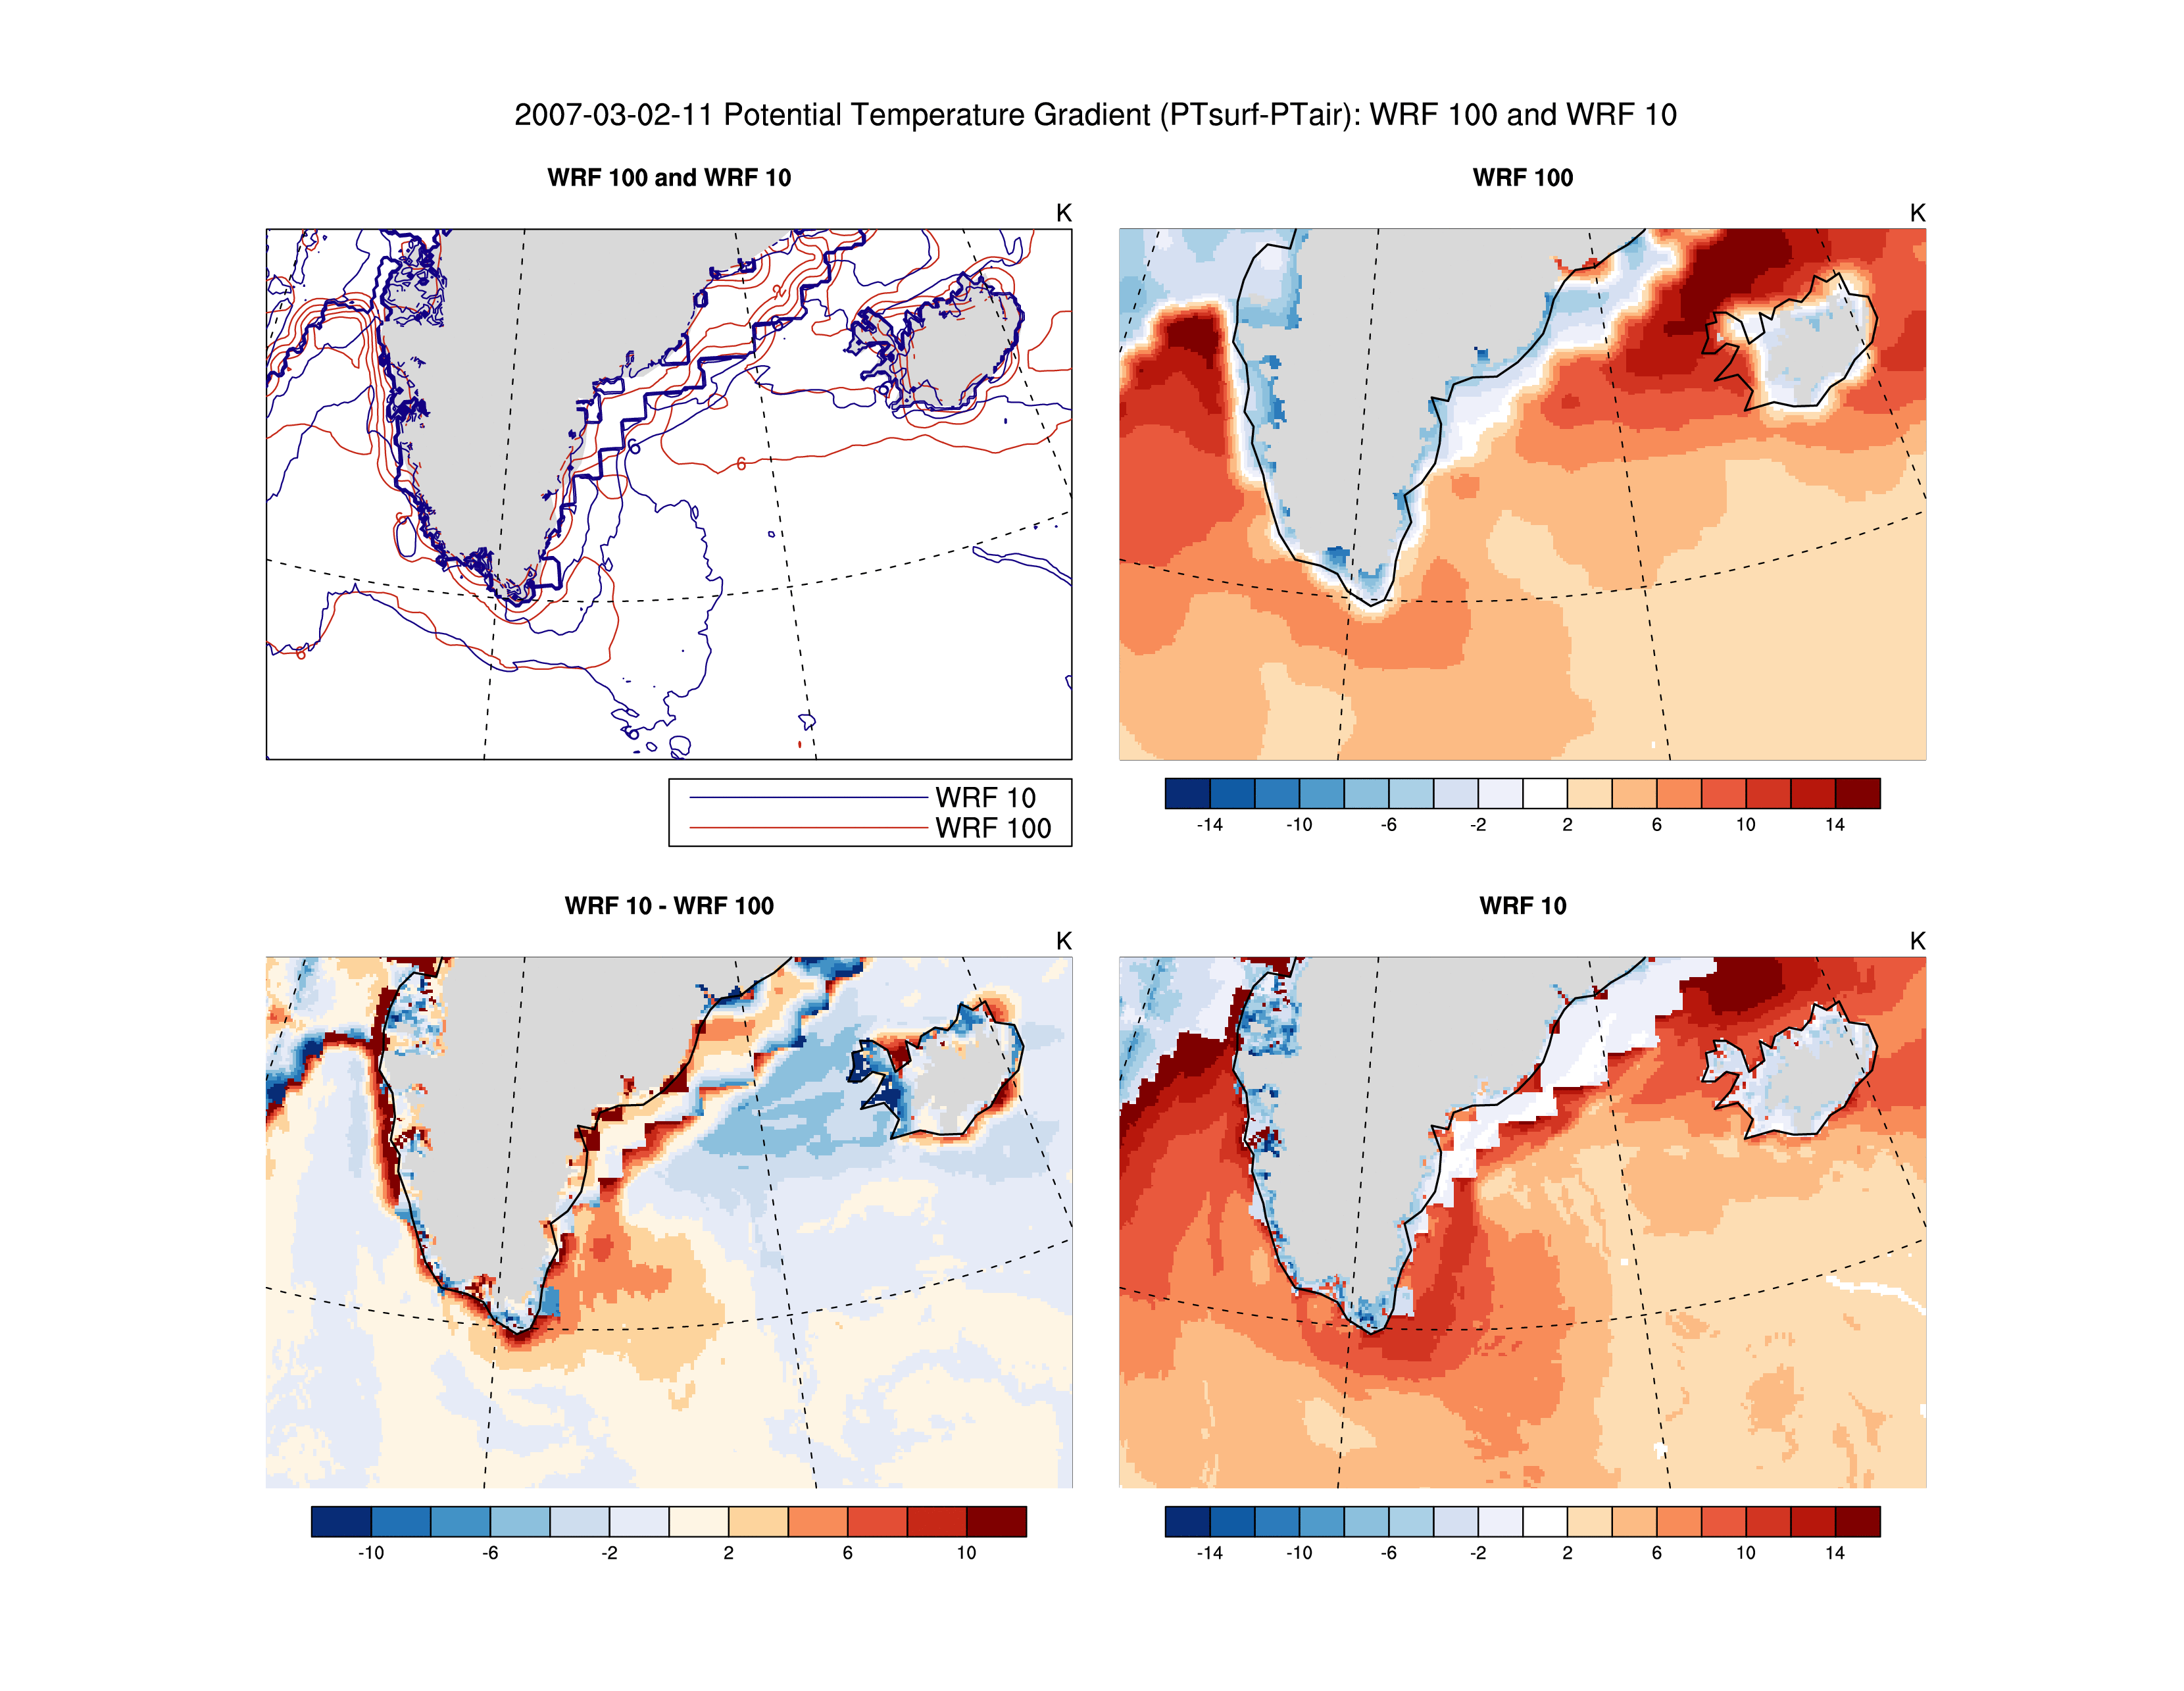 2007-03-02-11 Potential Temperature Gradient (PTsurf-PTair): WRF 100 and WRF 10
WRF 100 and WRF 10
K
2
6
6
6
6
6
WRF 10
WRF 100
WRF 100
K
-14 -10 -6 -2 2 6 10 14
WRF 10 - WRF 100
K
-10 -6 -2 2 6 10
WRF 10
K
-14 -10 -6 -2 2 6 10 14